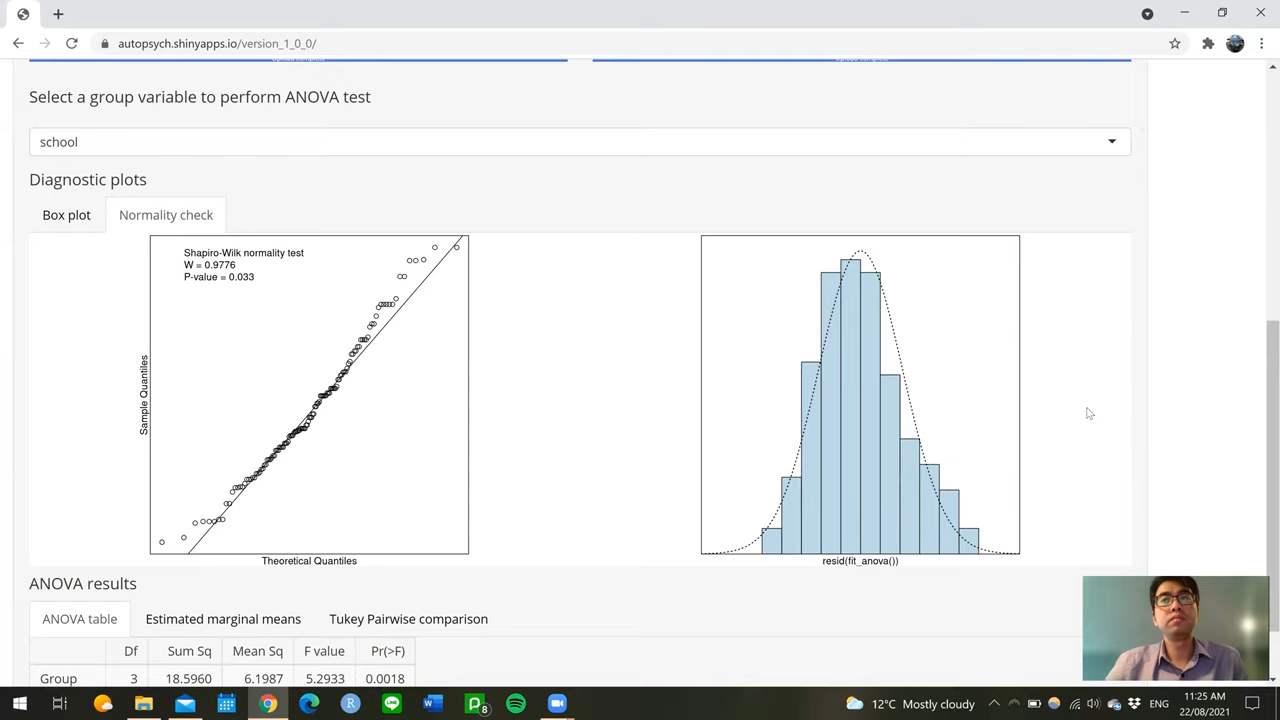 autopsych.shinyapps.io/version_1_0_0/
Select a group variable to perform ANOVA test
school
Diagnostic plots
Box plot
Normality check
Shapiro-Wilk normality test
W = 0.9776
P-value = 0.033
Sample Quantiles
Theoretical Quantiles
resid(fit_anova())
ANOVA results
ANOVA table
Estimated marginal means
Tukey Pairwise comparison
Df Sum Sq Mean Sq F value Pr(>F)
Group 3 18.5960 6.1987 5.2933 0.0018
12°C Mostly cloudy
ENG
11:25 AM
22/08/2021